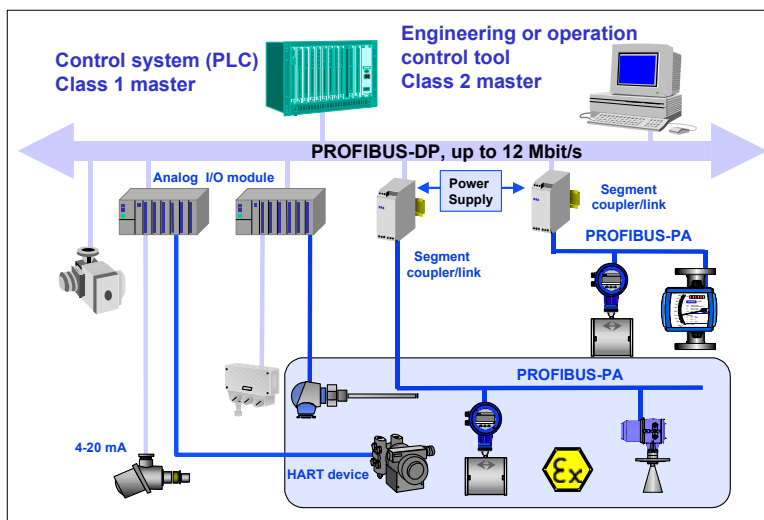 Control system (PLC)
Class 1 master
Engineering or operation
control tool
Class 2 master
PROFIBUS-DP, up to 12 Mbit/s
Analog I/O module
Power
Supply
Segment
coupler/link
Segment
coupler/link
PROFIBUS-PA
PROFIBUS-PA
4-20 mA
HART device
Ex